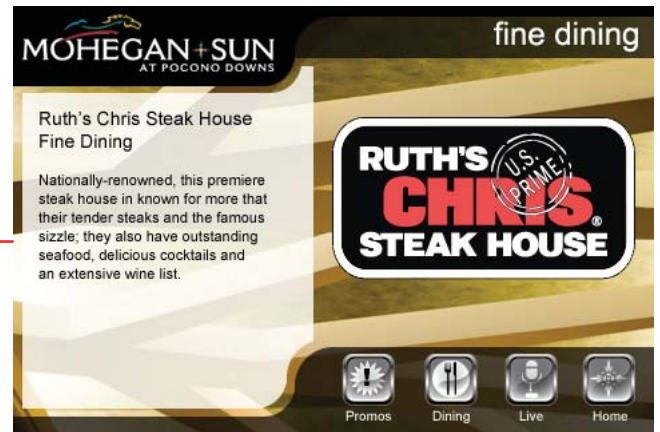 MOHEGAN SUN
AT POCONO DOWNS
fine dining
Ruth's Chris Steak House
Fine Dining
Nationally-renowned, this premiere
steak house in known for more that
their tender steaks and the famous
sizzle; they also have outstanding
seafood, delicious cocktails and
an extensive wine list.
RUTH'S
U.S.
PRIME
CHRIS®
STEAK HOUSE
Promos
Dining
Live
Home